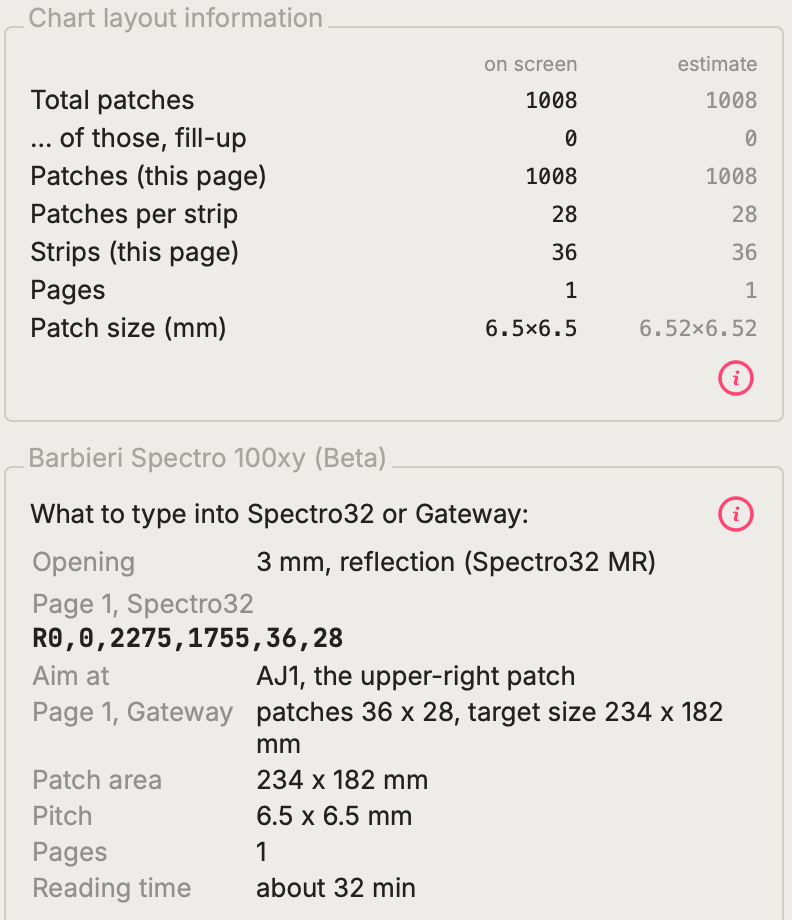 Chart layout information
on screen estimate
Total patches 1008 1008
... of those, fill-up 0 0
Patches (this page) 1008 1008
Patches per strip 28 28
Strips (this page) 36 36
Pages 1 1
Patch size (mm) 6.5×6.5 6.52×6.52
i
Barbieri Spectro 100xy (Beta)
What to type into Spectro32 or Gateway: i
Opening 3 mm, reflection (Spectro32 MR)
Page 1, Spectro32
R0,0,2275,1755,36,28
Aim at AJ1, the upper-right patch
Page 1, Gateway patches 36 x 28, target size 234 x 182
mm
Patch area 234 x 182 mm
Pitch 6.5 x 6.5 mm
Pages 1
Reading time about 32 min